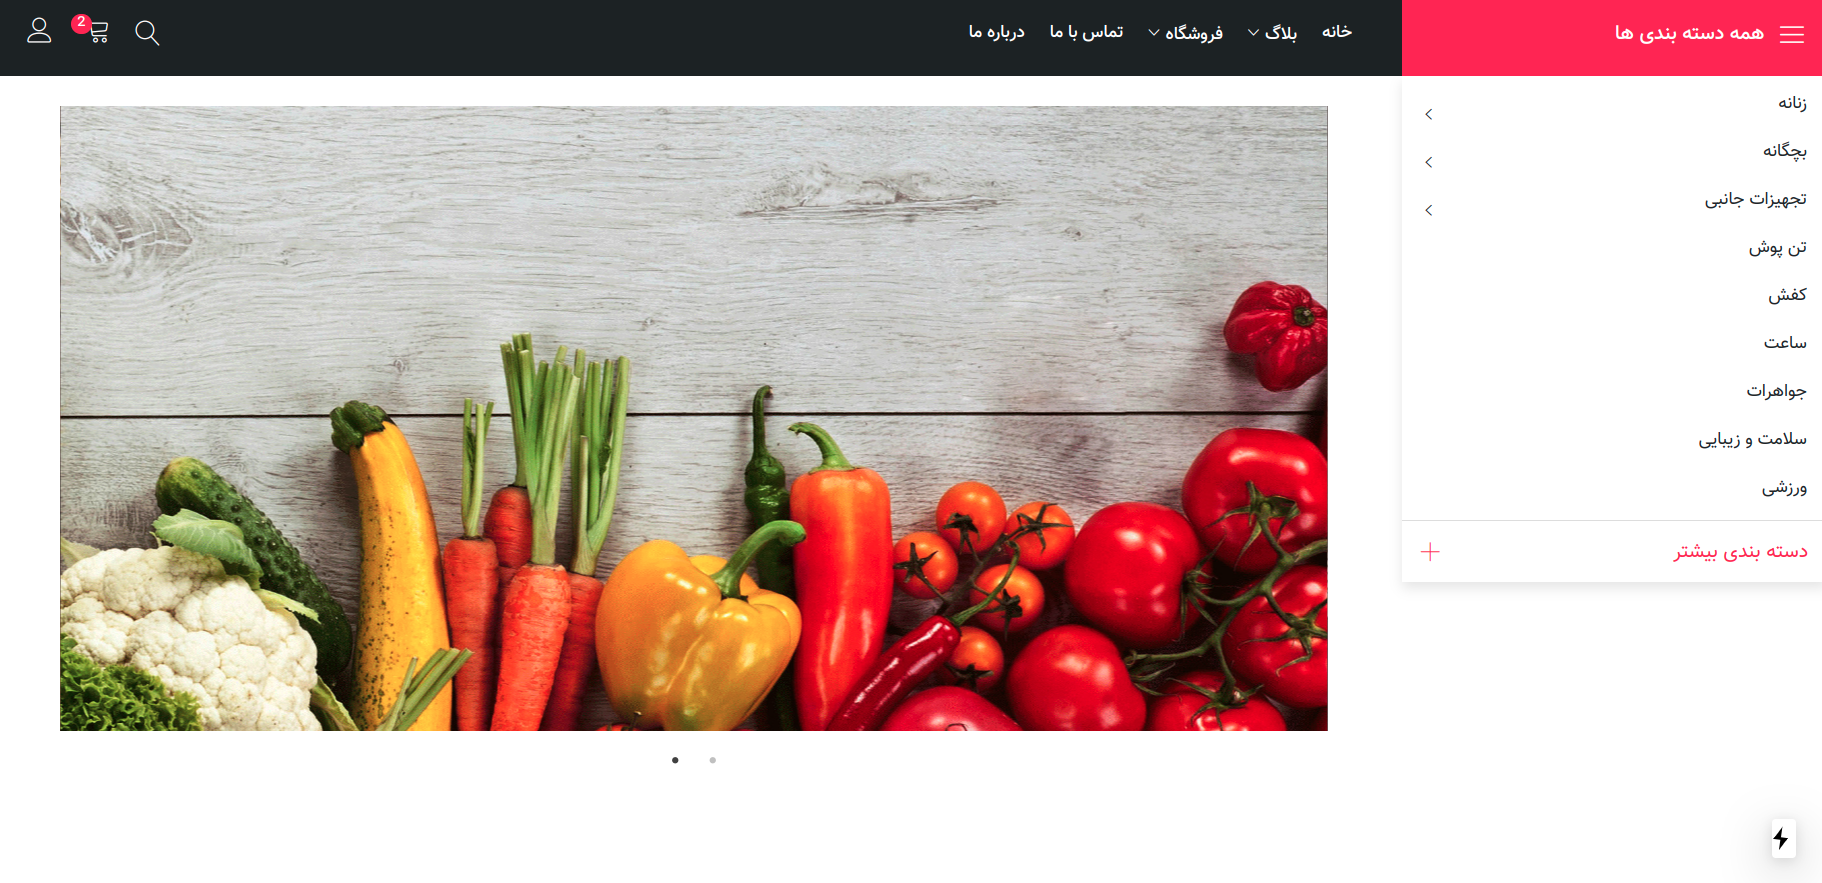 همه دسته بندی ها
خانه
بلاگ
فروشگاه
تماس با ما
درباره ما
2
زنانه
بچگانه
تجهیزات جانبی
تن پوش
کفش
ساعت
جواهرات
سلامت و زیبایی
ورزشی
دسته بندی بیشتر